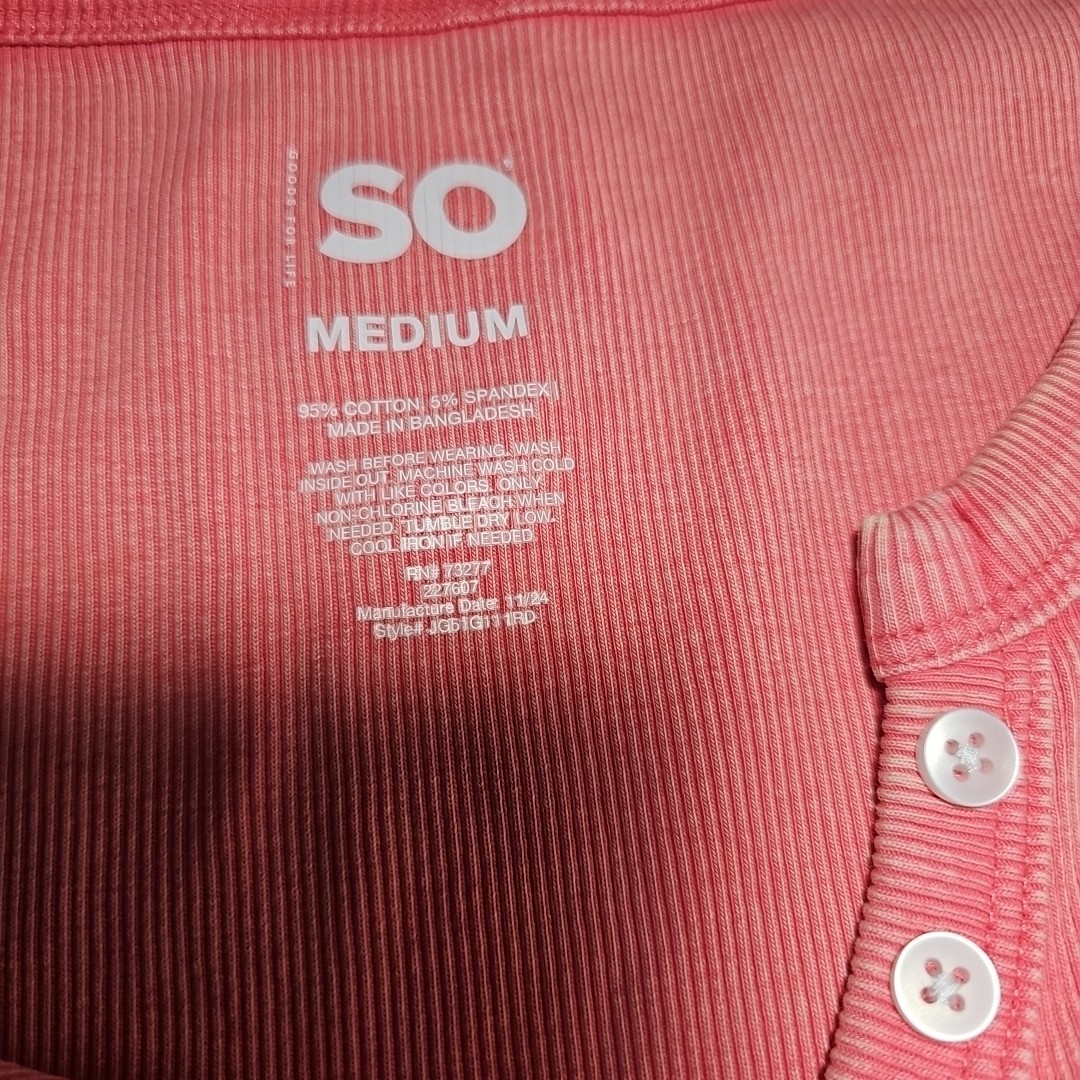 GOODS FOR LIFE
SO®
MEDIUM
95% COTTON, 5% SPANDEX |
MADE IN BANGLADESH
WASH BEFORE WEARING. WASH
INSIDE OUT. MACHINE WASH COLD
WITH LIKE COLORS. ONLY
NON-CHLORINE BLEACH WHEN
NEEDED. TUMBLE DRY LOW.
COOL IRON IF NEEDED.
RN# 73277
227607
Manufacture Date: 11/24
Style# JG51G111RD